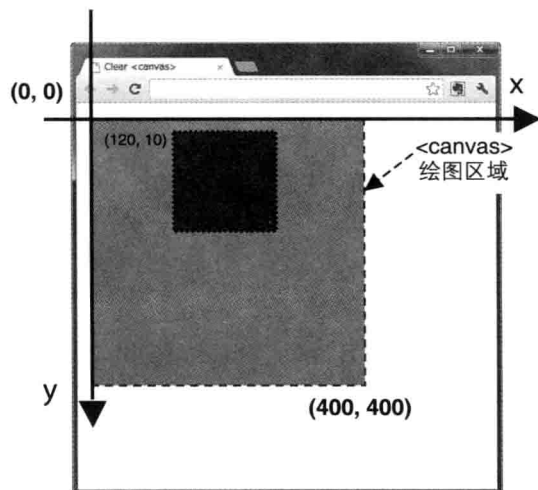 Clear <canvas>
(0, 0)
x
(120, 10)
<canvas>
绘图区域
y
(400, 400)